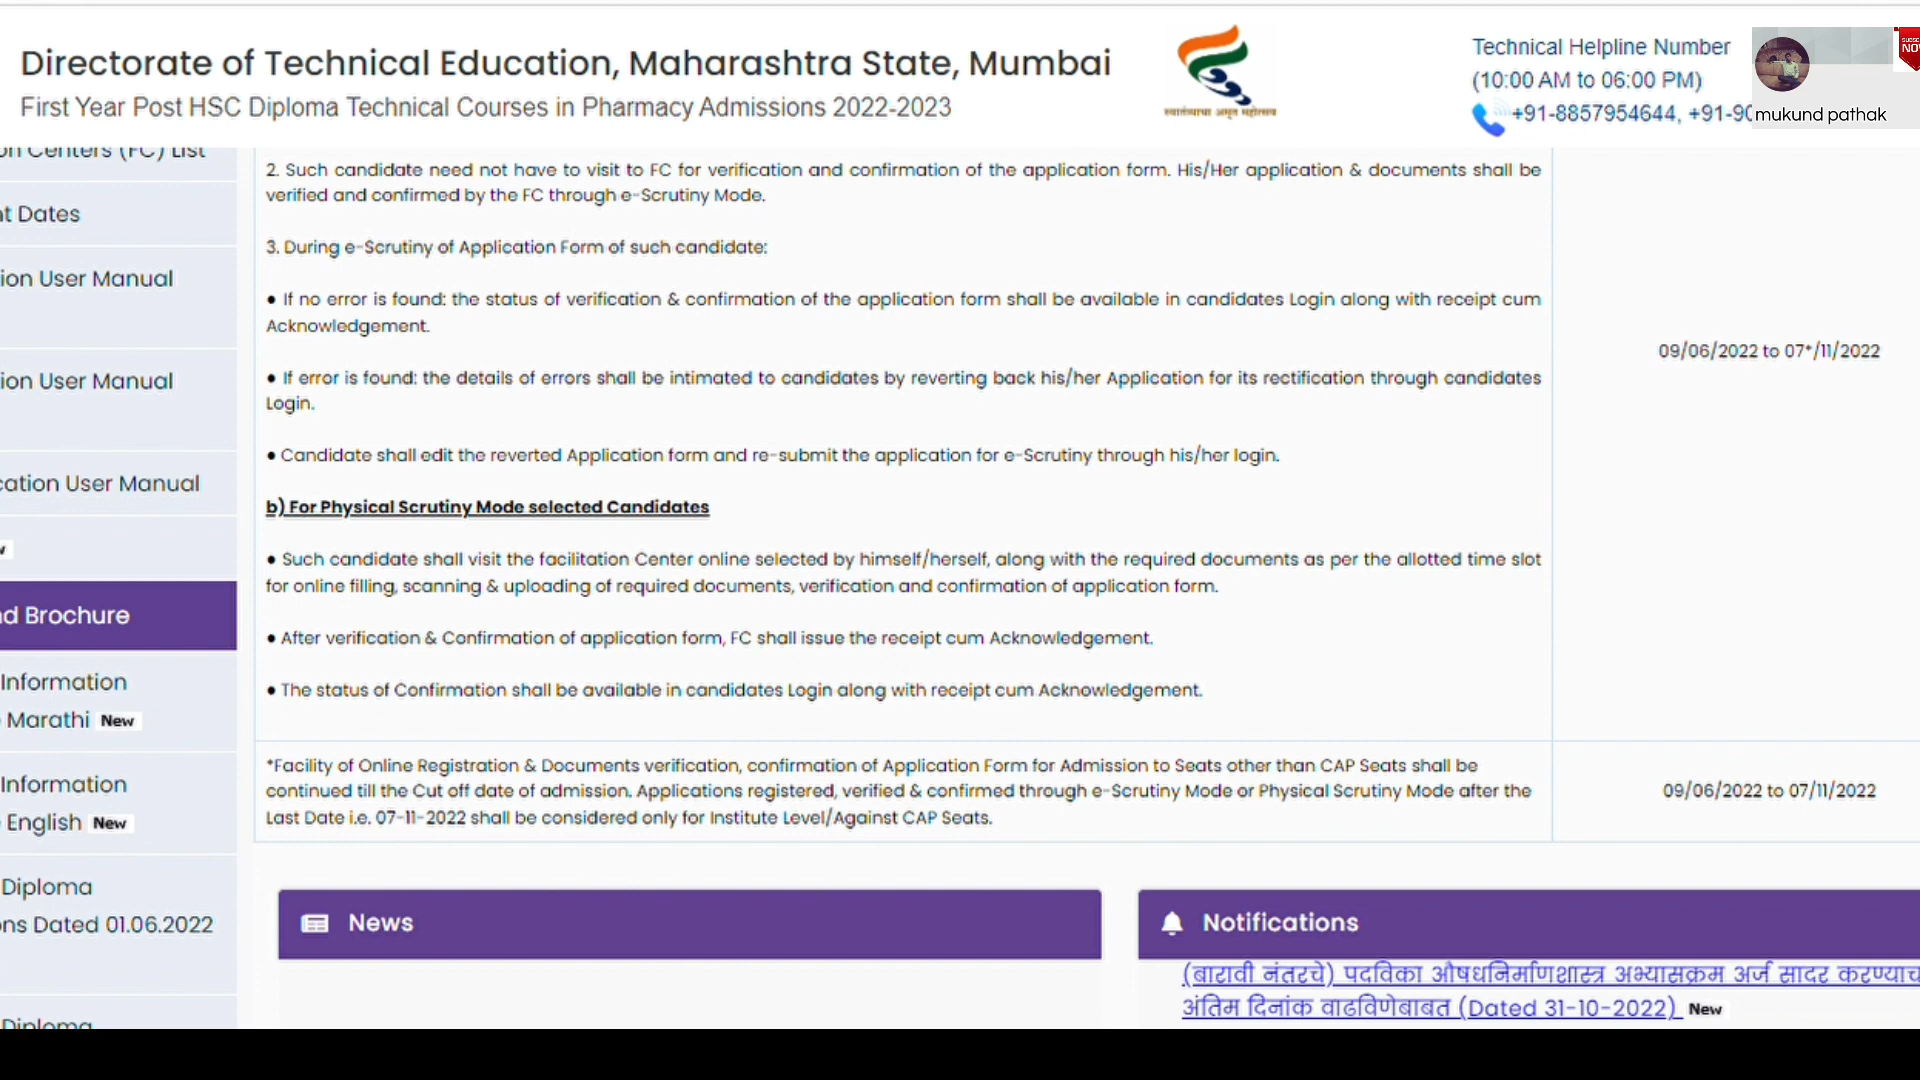 Directorate of Technical Education, Maharashtra State, Mumbai
First Year Post HSC Diploma Technical Courses in Pharmacy Admissions 2022-2023
स्वातंत्र्याचा अमृत महोत्सव
Technical Helpline Number
(10:00 AM to 06:00 PM)
+91-8857954644, +91-90
mukund pathak
on Centers (FC) List
t Dates
ion User Manual
ion User Manual
cation User Manual
d Brochure
Information
Marathi New
Information
English New
Diploma
ns Dated 01.06.2022
Diploma
2. Such candidate need not have to visit to FC for verification and confirmation of the application form. His/Her application & documents shall be
verified and confirmed by the FC through e-Scrutiny Mode.
3. During e-Scrutiny of Application Form of such candidate:
● If no error is found: the status of verification & confirmation of the application form shall be available in candidates Login along with receipt cum
Acknowledgement.
● If error is found: the details of errors shall be intimated to candidates by reverting back his/her Application for its rectification through candidates
Login.
● Candidate shall edit the reverted Application form and re-submit the application for e-Scrutiny through his/her login.
b) For Physical Scrutiny Mode selected Candidates
● Such candidate shall visit the facilitation Center online selected by himself/herself, along with the required documents as per the allotted time slot
for online filling, scanning & uploading of required documents, verification and confirmation of application form.
● After verification & Confirmation of application form, FC shall issue the receipt cum Acknowledgement.
● The status of Confirmation shall be available in candidates Login along with receipt cum Acknowledgement.
09/06/2022 to 07*/11/2022
*Facility of Online Registration & Documents verification, confirmation of Application Form for Admission to Seats other than CAP Seats shall be
continued till the Cut off date of admission. Applications registered, verified & confirmed through e-Scrutiny Mode or Physical Scrutiny Mode after the
Last Date i.e. 07-11-2022 shall be considered only for Institute Level/Against CAP Seats.
09/06/2022 to 07/11/2022
News
Notifications
(बारावी नंतरचे) पदविका औषधनिर्माणशास्त्र अभ्यासक्रम अर्ज सादर करण्याच
अंतिम दिनांक वाढविणेबाबत (Dated 31-10-2022) New